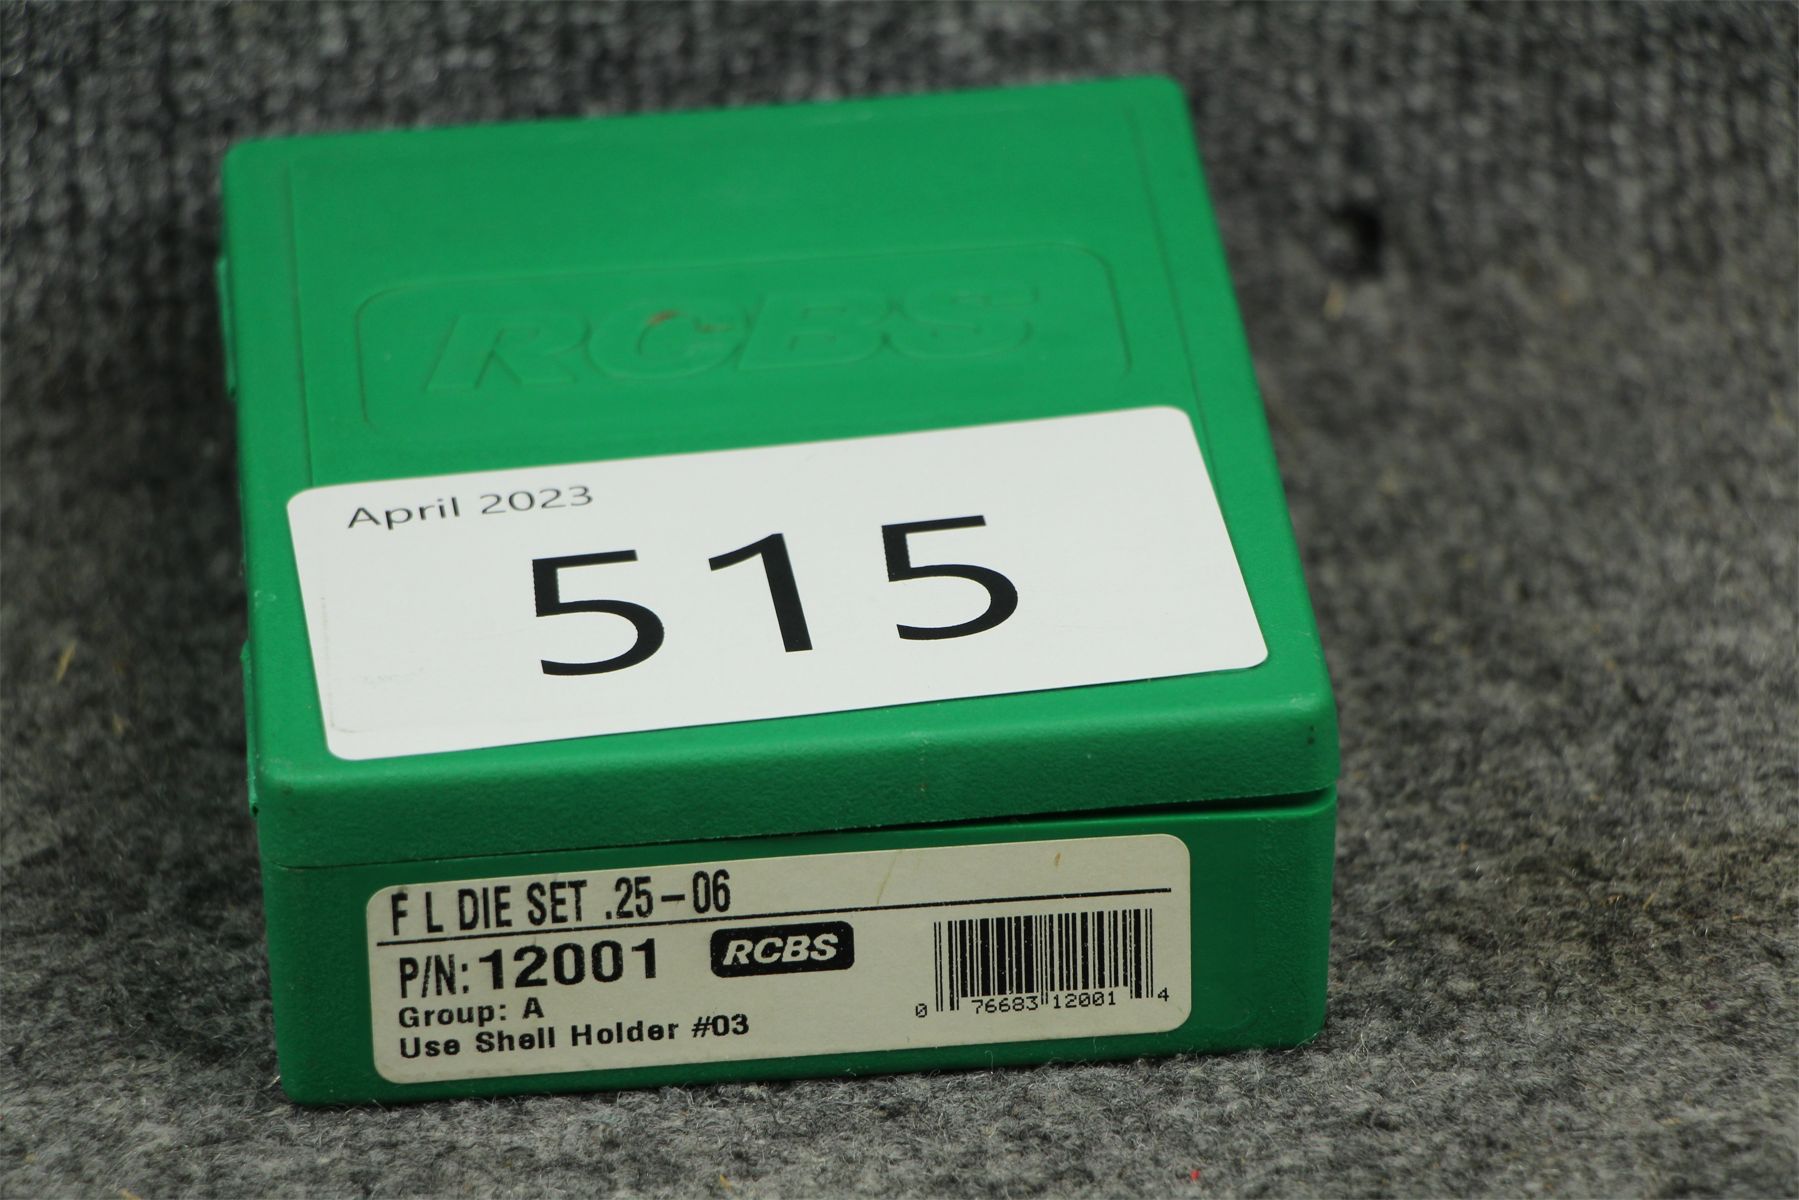 RCBS
April 2023
515
F L DIE SET .25-06
P/N: 12001 RCBS
Group: A
Use Shell Holder #03
0 76683 12001 4